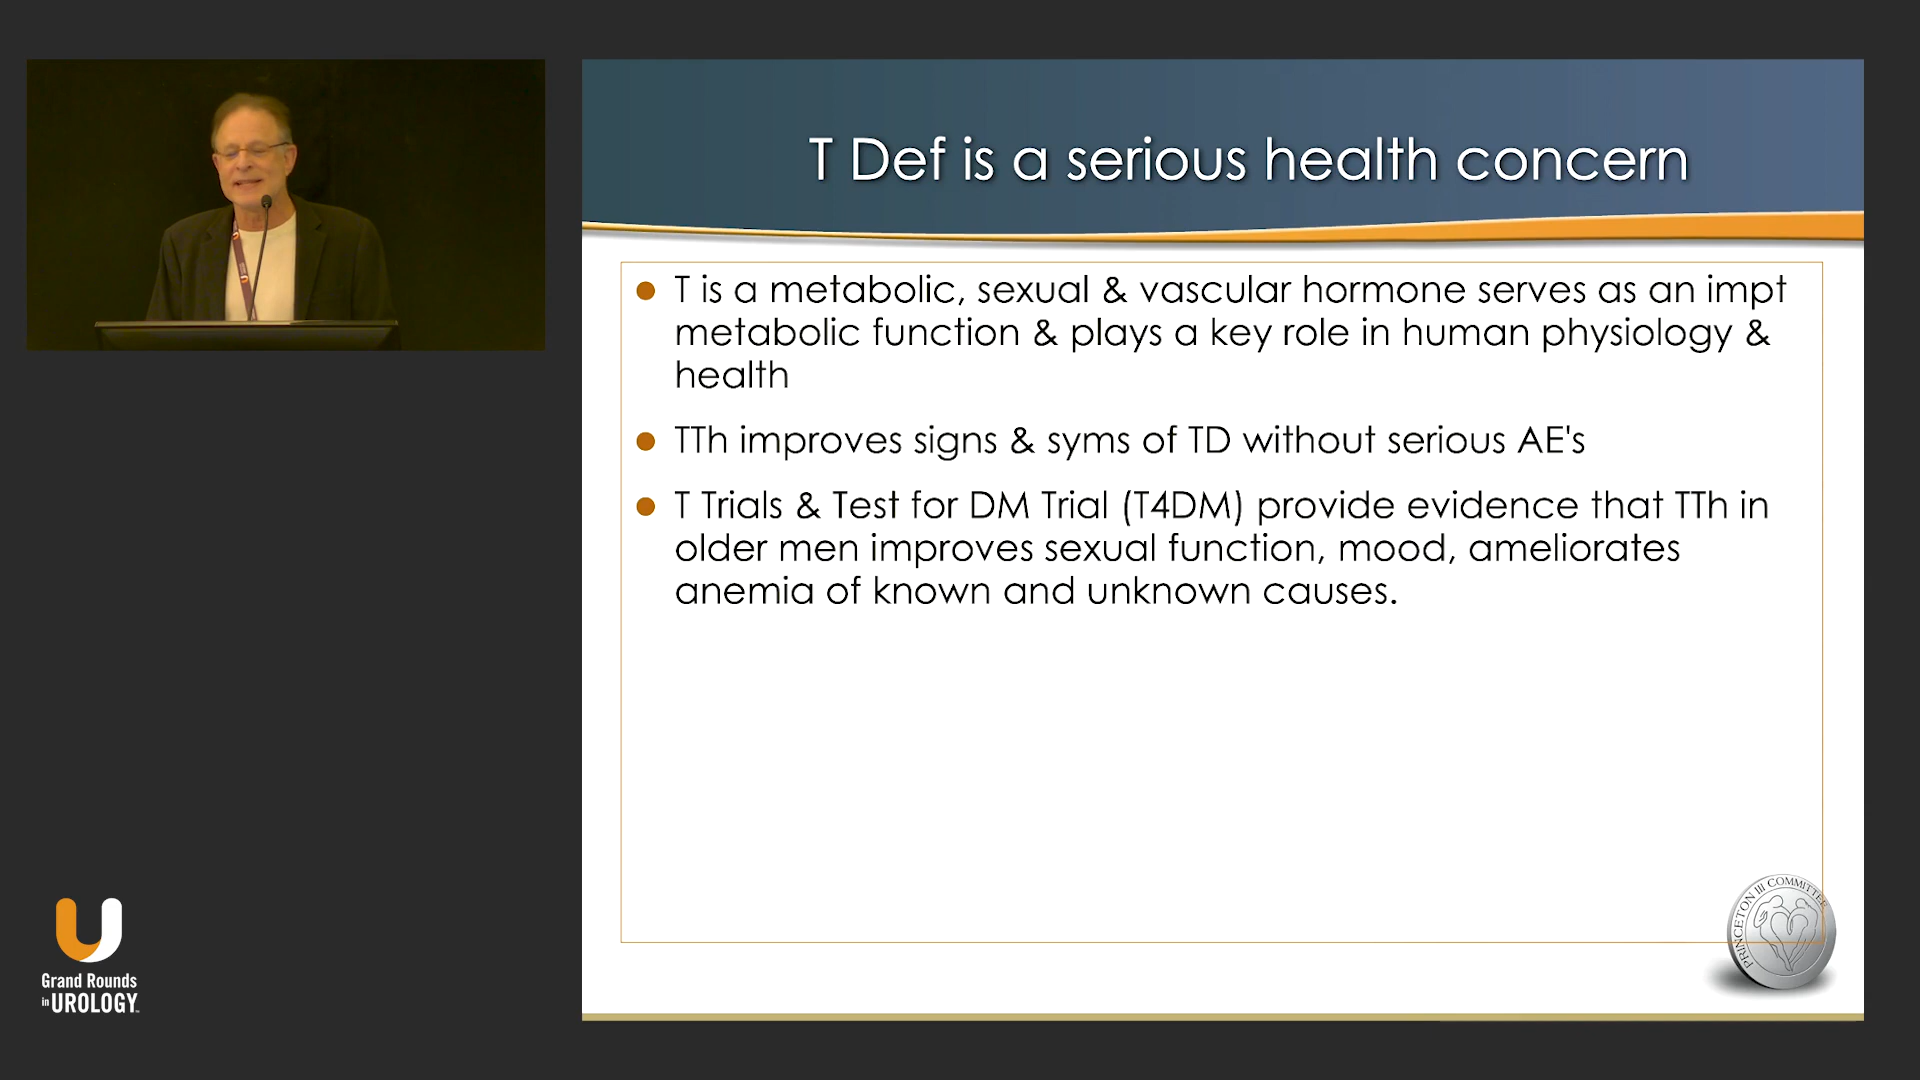 T Def is a serious health concern
T is a metabolic, sexual & vascular hormone serves as an impt
metabolic function & plays a key role in human physiology &
health
TTh improves signs & syms of TD without serious AE's
T Trials & Test for DM Trial (T4DM) provide evidence that TTh in
older men improves sexual function, mood, ameliorates
anemia of known and unknown causes.
PRINCETON III COMMITTEE
Grand Rounds
in UROLOGY